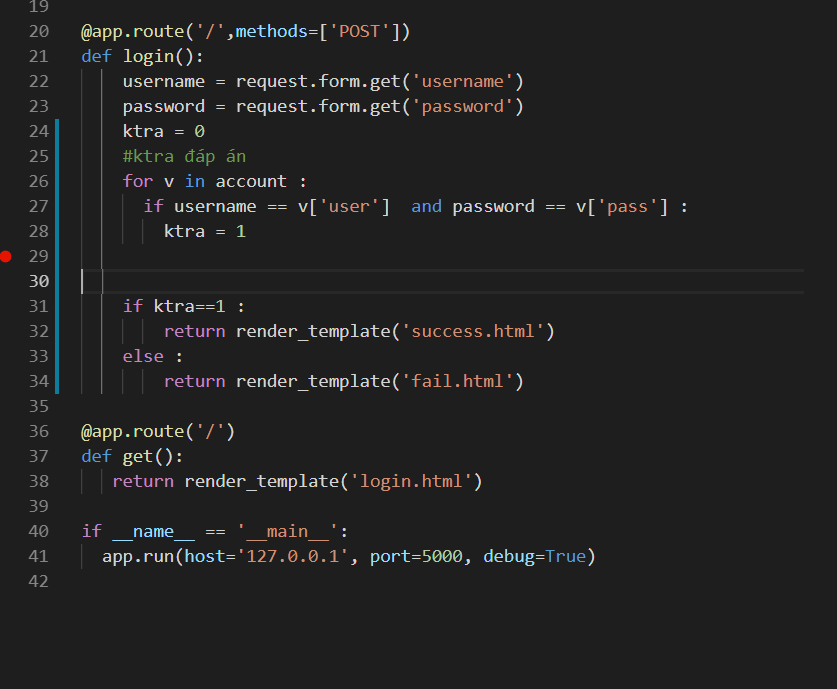 19
20 @app.route('/',methods=['POST'])
21 def login():
22     username = request.form.get('username')
23     password = request.form.get('password')
24     ktra = 0
25     #ktra đáp án
26     for v in account :
27       if username == v['user']  and password == v['pass'] :
28         ktra = 1
29
30
31     if ktra==1 :
32         return render_template('success.html')
33     else :
34         return render_template('fail.html')
35
36 @app.route('/')
37 def get():
38    return render_template('login.html')
39
40 if __name__ == '__main__':
41   app.run(host='127.0.0.1', port=5000, debug=True)
42